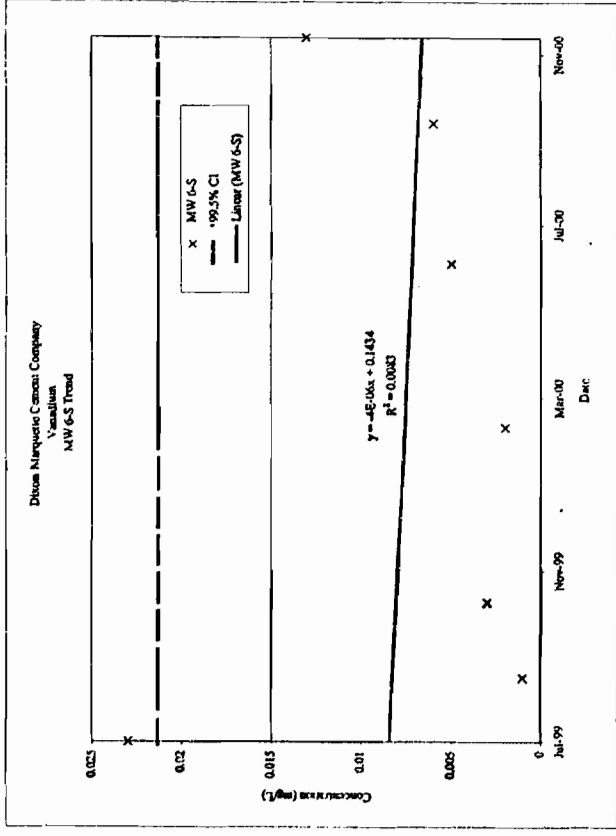 Dixon Marquette Cement Company
Vanadium
MW 6-S Trend
0.025
0.02
0.015
0.01
0.005
0
Concentration (mg/L)
× MW 6-S
+99.5% CI
Linear (MW 6-S)
y = -4E-06x + 0.1434
R² = 0.0083
Jul-99
Nov-99
Mar-00
Jul-00
Nov-00
Date